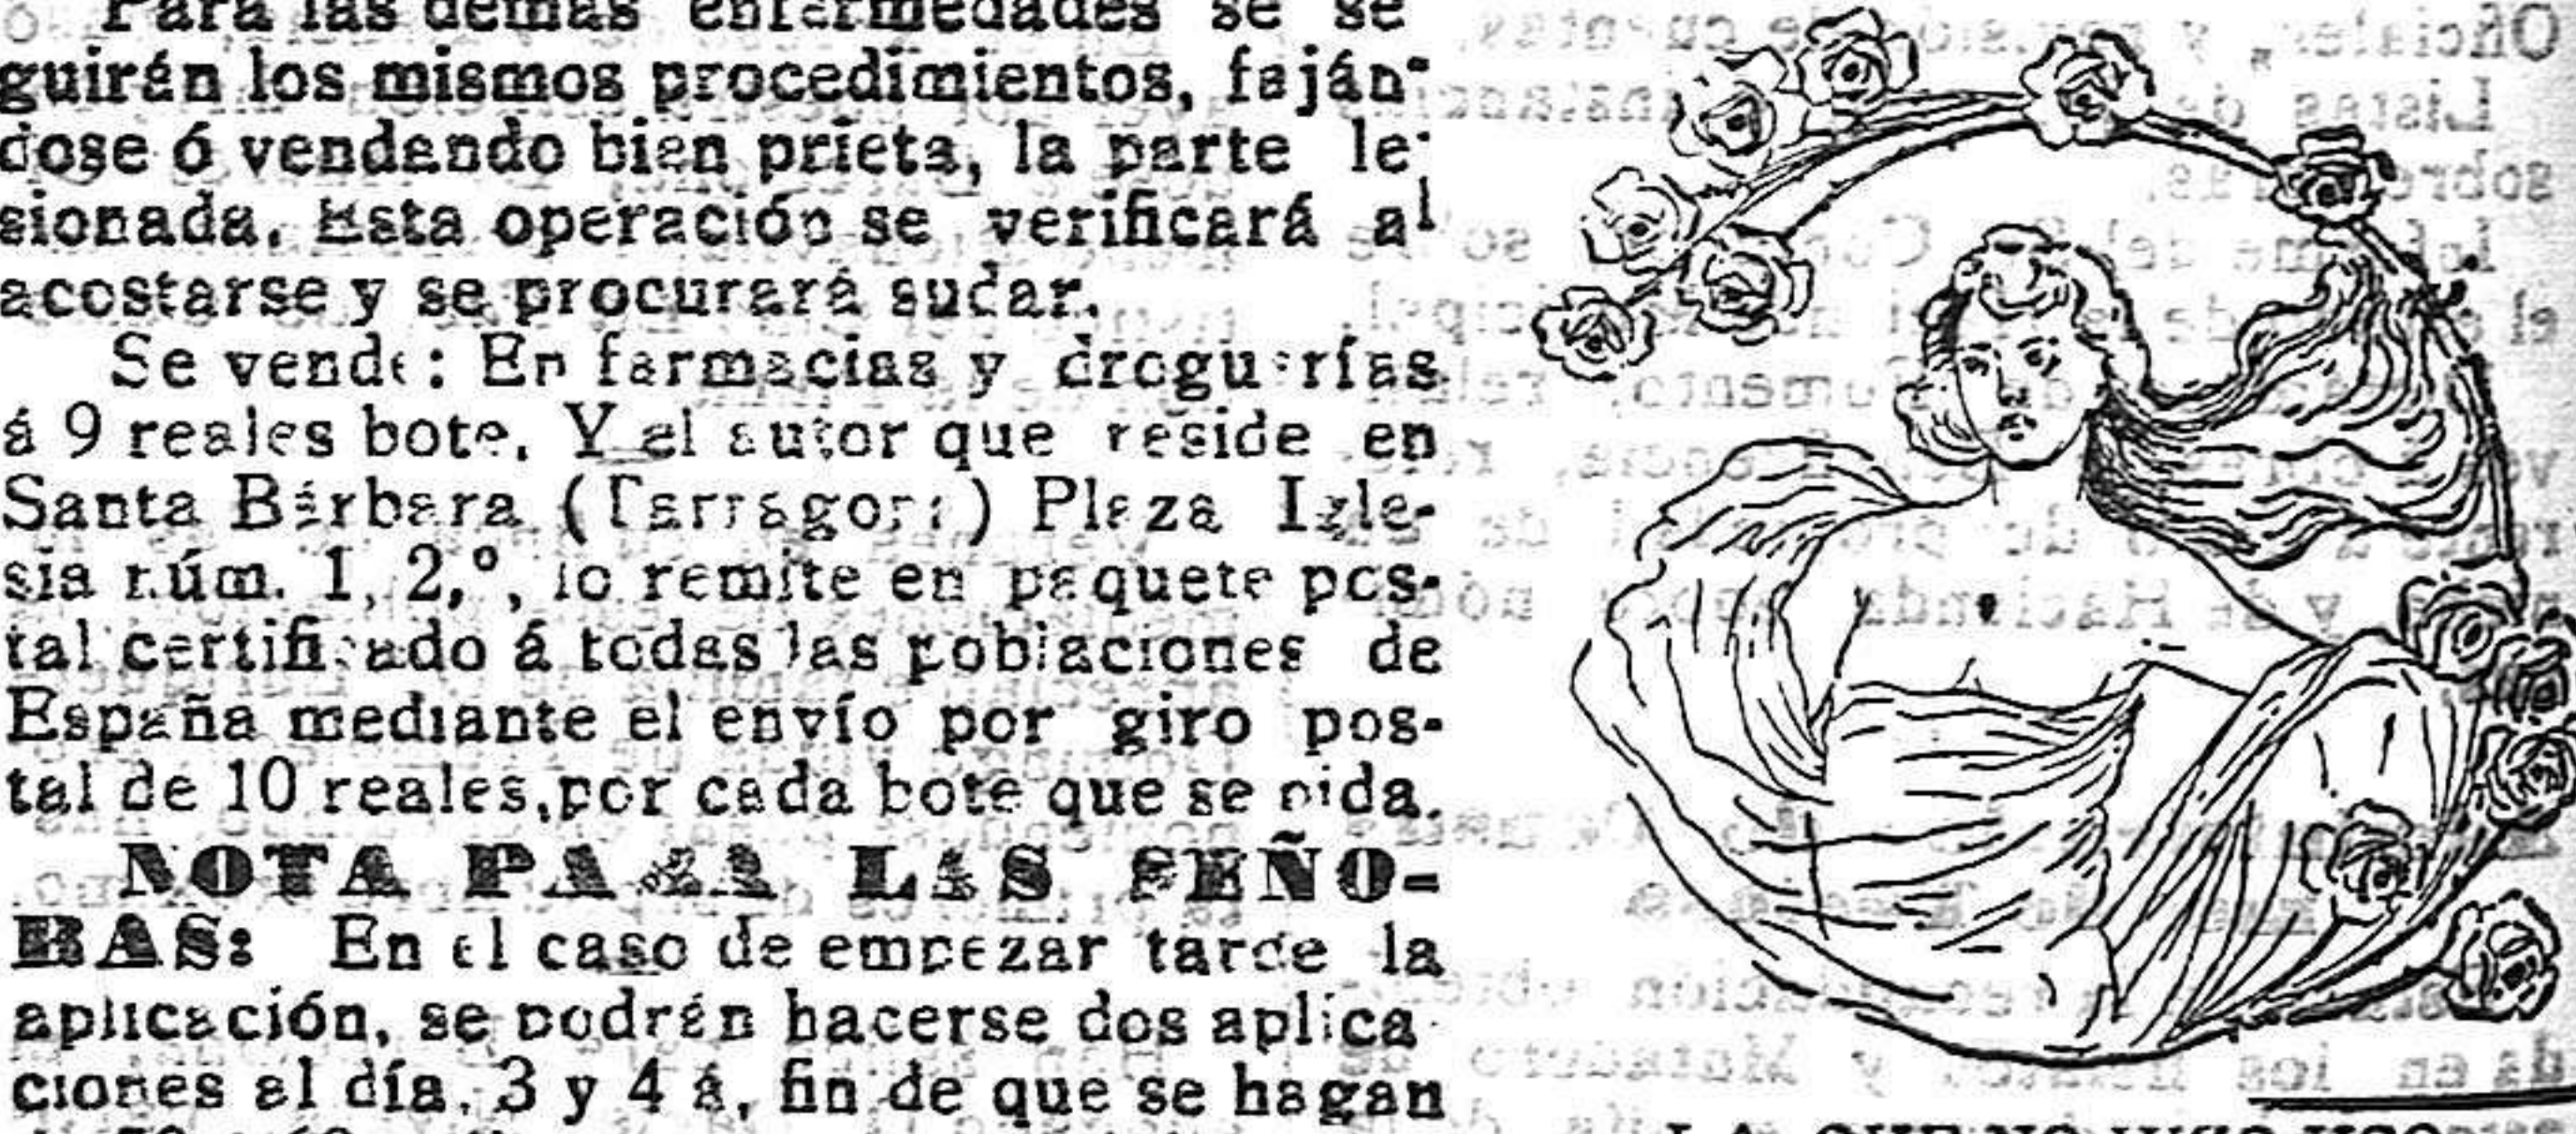 Para las demás enfermedades se se
guirán los mismos procedimientos, faján-
dose ó vendando bien prieta, la parte le-
sionada. Esta operación se verificará al
acostarse y se procurará sudar.
Se vende: En farmacias y droguerías
á 9 reales bote. Y el autor que reside en
Santa Bárbara (Tarragona) Plaza Igle-
sia núm. 1, 2,º, lo remite en paquete pos-
tal certificado á todas las poblaciones de
España mediante el envío por giro pos-
tal de 10 reales, por cada bote que se pida.
NOTA PARA LAS SEÑO-
RAS: En el caso de empezar tarde la
aplicación, se podrán hacerse dos aplica
ciones al día, 3 y 4 á, fin de que se hagan